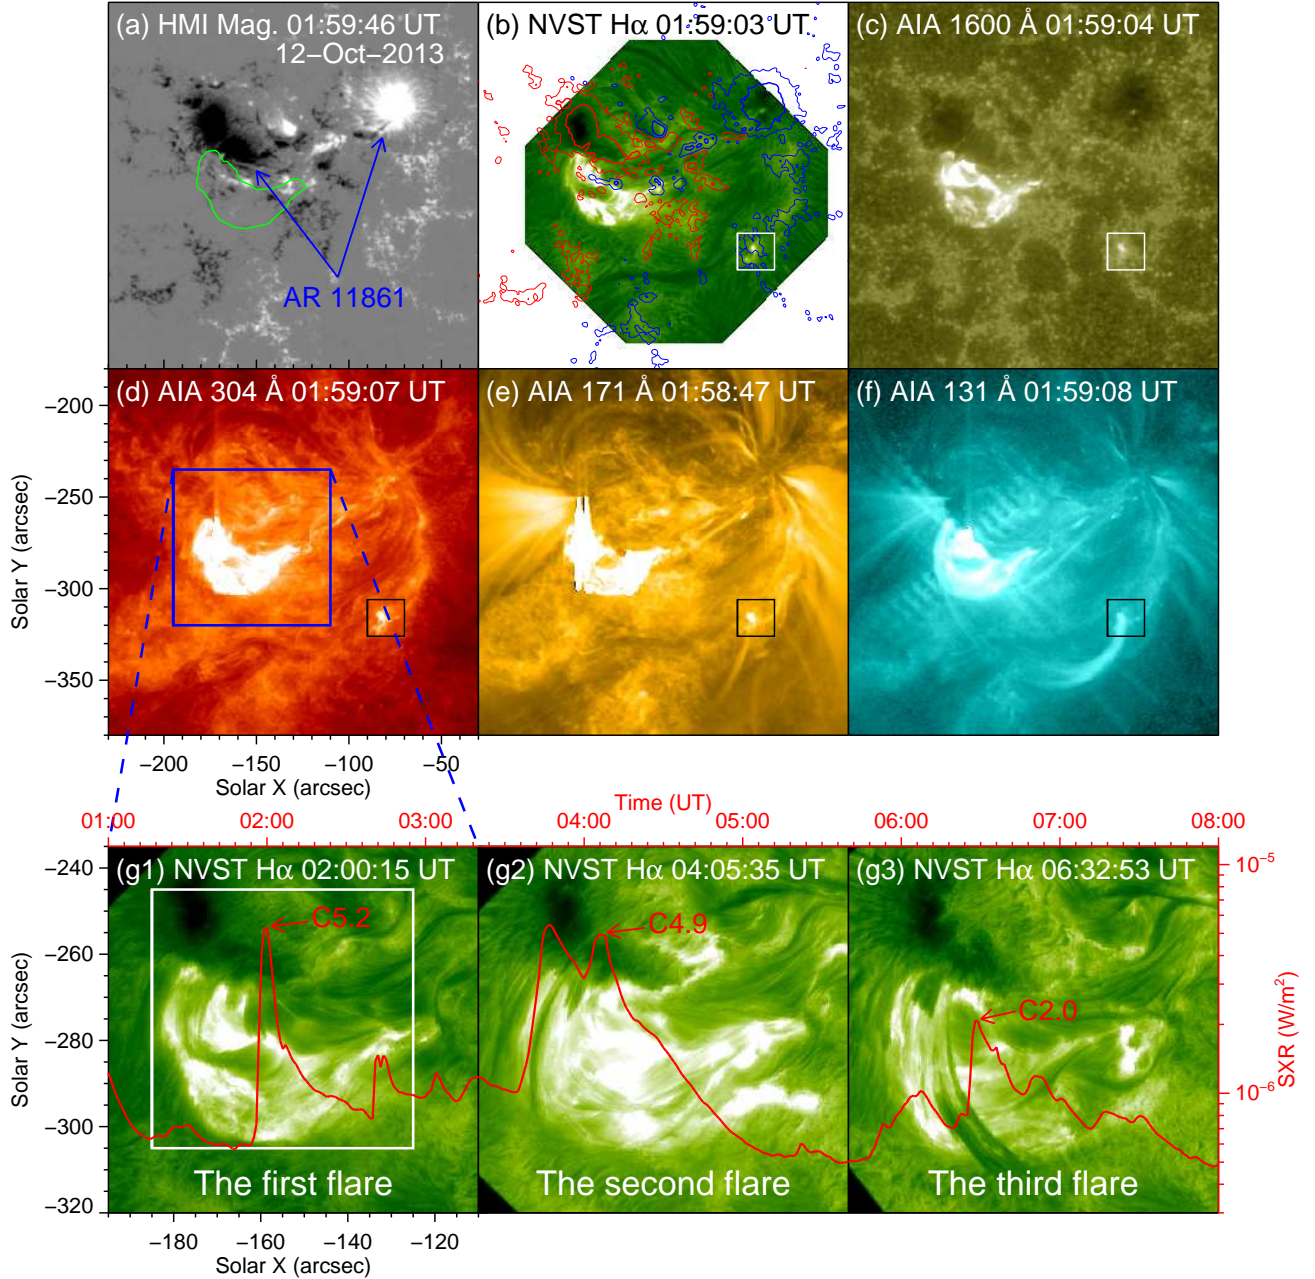 (a) HMI Mag. 01:59:46 UT
12–Oct–2013
AR 11861
(b) NVST Hα 01:59:03 UT
(c) AIA 1600 Å 01:59:04 UT
(d) AIA 304 Å 01:59:07 UT
(e) AIA 171 Å 01:58:47 UT
(f) AIA 131 Å 01:59:08 UT
−200
−250
−300
−350
Solar Y (arcsec)
−200 −150 −100 −50
Solar X (arcsec)
Time (UT)
01:00 02:00 03:00 04:00 05:00 06:00 07:00 08:00
(g1) NVST Hα 02:00:15 UT
C5.2
The first flare
(g2) NVST Hα 04:05:35 UT
C4.9
The second flare
(g3) NVST Hα 06:32:53 UT
C2.0
The third flare
−240
−260
−280
−300
−320
Solar Y (arcsec)
−180 −160 −140 −120
Solar X (arcsec)
10⁻⁵
10⁻⁶
SXR (W/m²)